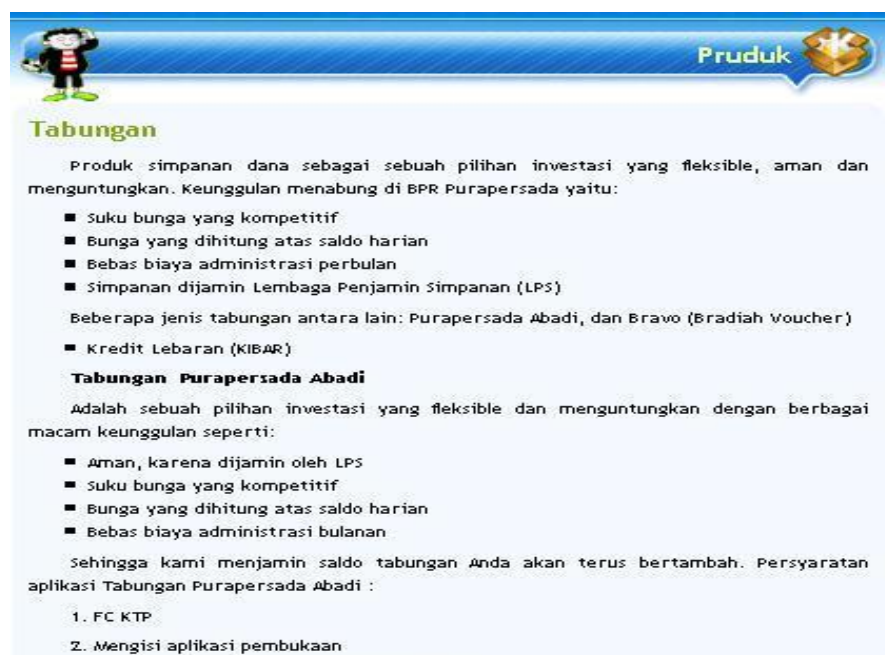 Pruduk
Tabungan
Produk simpanan dana sebagai sebuah pilihan investasi yang fleksible, aman dan
menguntungkan. Keunggulan menabung di BPR Purapersada yaitu:
■ Suku bunga yang kompetitif
■ Bunga yang dihitung atas saldo harian
■ Bebas biaya administrasi perbulan
■ Simpanan dijamin Lembaga Penjamin Simpanan (LPS)
Beberapa jenis tabungan antara lain: Purapersada Abadi, dan Bravo (Bradiah Voucher)
■ Kredit Lebaran (KIBAR)
Tabungan Purapersada Abadi
Adalah sebuah pilihan investasi yang fleksible dan menguntungkan dengan berbagai
macam keunggulan seperti:
■ Aman, karena dijamin oleh LPS
■ Suku bunga yang kompetitif
■ Bunga yang dihitung atas saldo harian
■ Bebas biaya administrasi bulanan
Sehingga kami menjamin saldo tabungan Anda akan terus bertambah. Persyaratan
aplikasi Tabungan Purapersada Abadi :
1. FC KTP
2. Mengisi aplikasi pembukaan